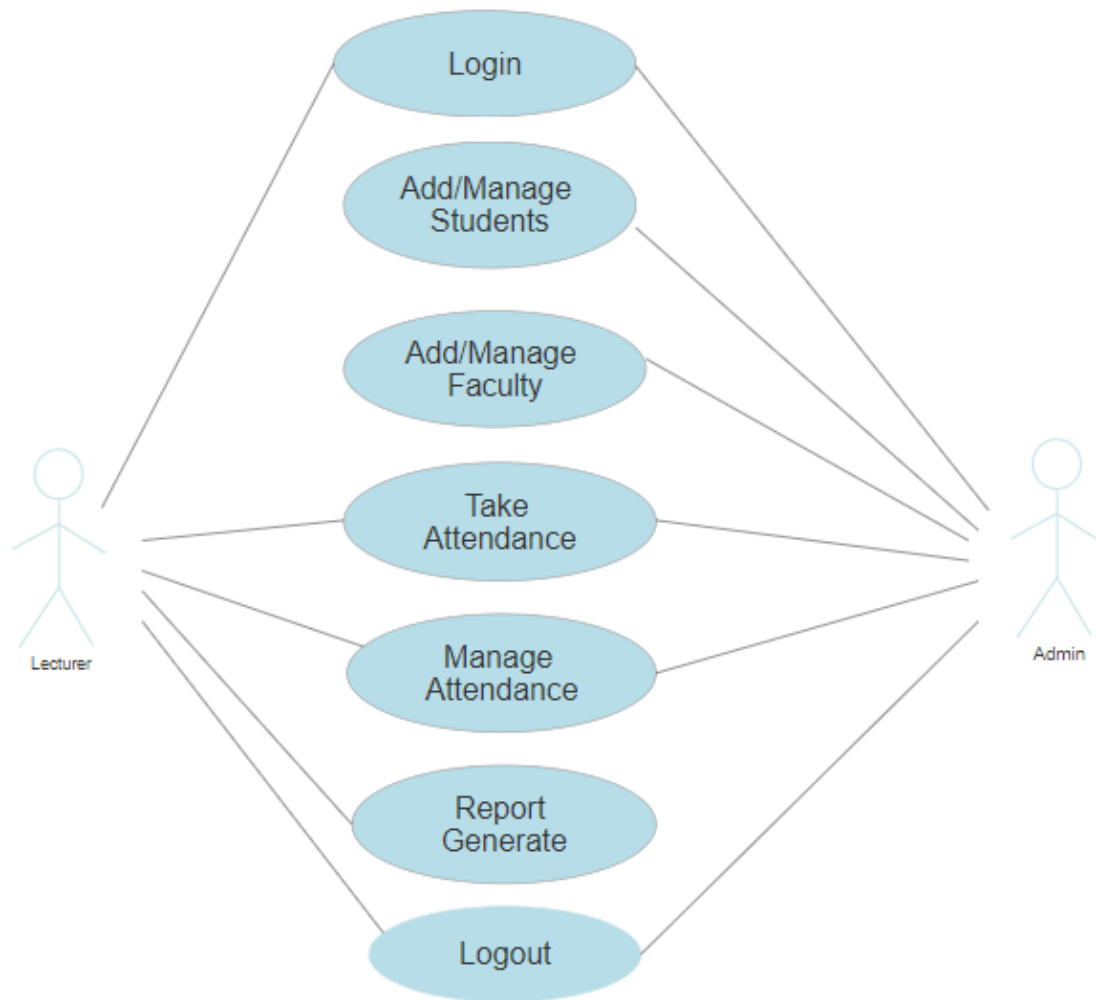 Login
Add/Manage
Students
Add/Manage
Faculty
Take
Attendance
Manage
Attendance
Report
Generate
Logout
Lecturer
Admin